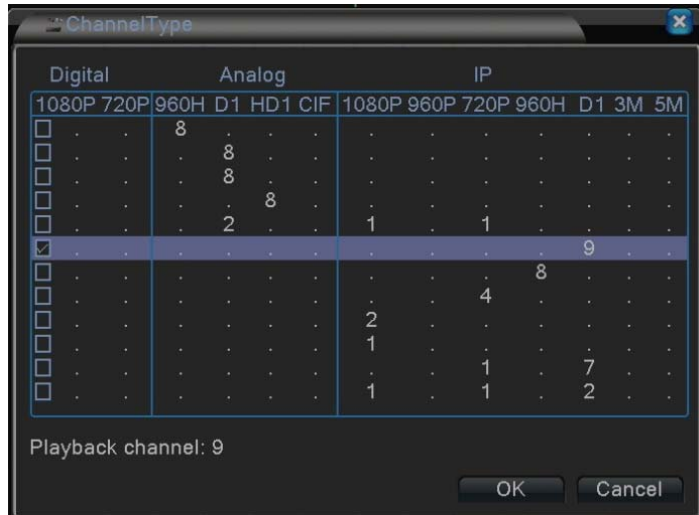 ChannelType
Digital Analog IP
1080P 720P 960H D1 HD1 CIF 1080P 960P 720P 960H D1 3M 5M
. . 8 . . . . . . . . . .
. . . 8 . . . . . . . . .
. . . 8 . . . . . . . . .
. . . . 8 . . . . . . . .
. . . 2 . . 1 . 1 . . . .
. . . . . . . . . . 9 . .
. . . . . . . . . 8 . . .
. . . . . . . . 4 . . . .
. . . . . . 2 . . . . . .
. . . . . . 1 . . . . . .
. . . . . . . . 1 . 7 . .
. . . . . . 1 . 1 . 2 . .
Playback channel: 9
OK Cancel